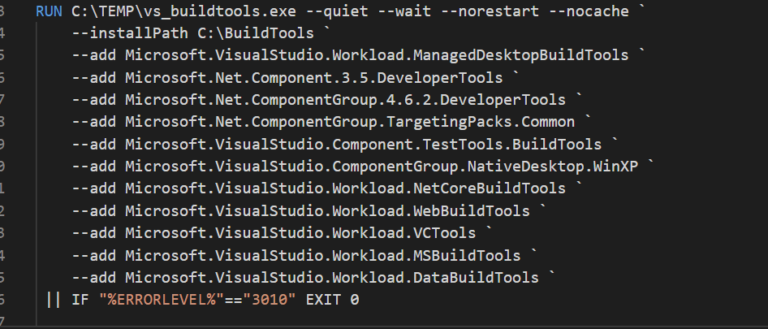 RUN C:\TEMP\vs_buildtools.exe --quiet --wait --norestart --nocache `
--installPath C:\BuildTools `
--add Microsoft.VisualStudio.Workload.ManagedDesktopBuildTools `
--add Microsoft.Net.Component.3.5.DeveloperTools `
--add Microsoft.Net.ComponentGroup.4.6.2.DeveloperTools `
--add Microsoft.Net.ComponentGroup.TargetingPacks.Common `
--add Microsoft.VisualStudio.Component.TestTools.BuildTools `
--add Microsoft.VisualStudio.ComponentGroup.NativeDesktop.WinXP `
--add Microsoft.VisualStudio.Workload.NetCoreBuildTools `
--add Microsoft.VisualStudio.Workload.WebBuildTools `
--add Microsoft.VisualStudio.Workload.VCTools `
--add Microsoft.VisualStudio.Workload.MSBuildTools `
--add Microsoft.VisualStudio.Workload.DataBuildTools `
|| IF "%ERRORLEVEL%"=="3010" EXIT 0